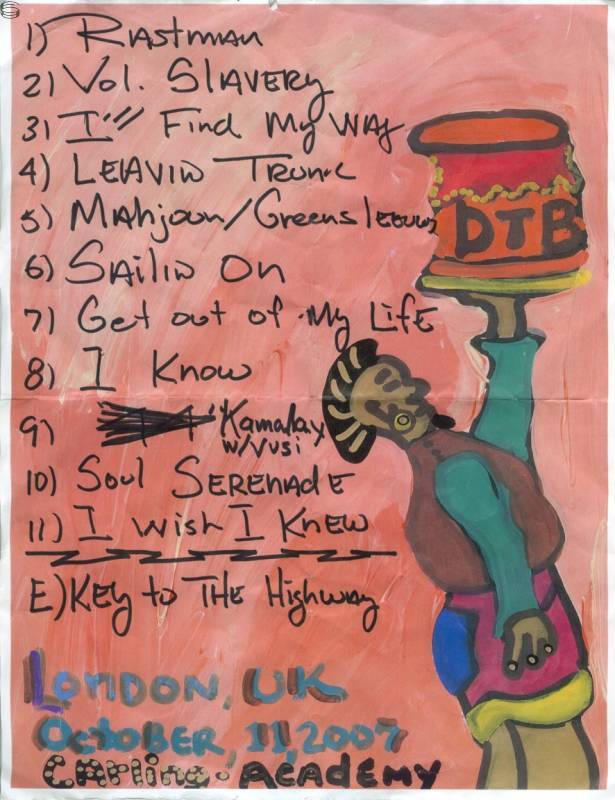 1) Rastman
2) Vol. Slavery
3) I'll Find My Way
4) Leavin Trunk
5) Mahjoun/Greensleeves
6) Sailin On
7) Get out of My Life
8) I Know
9) Kamalay
w/Vusi
10) Soul Serenade
11) I wish I Knew
E) Key to The Highway
DTB
London, UK
October, 11, 2007
Carling Academy